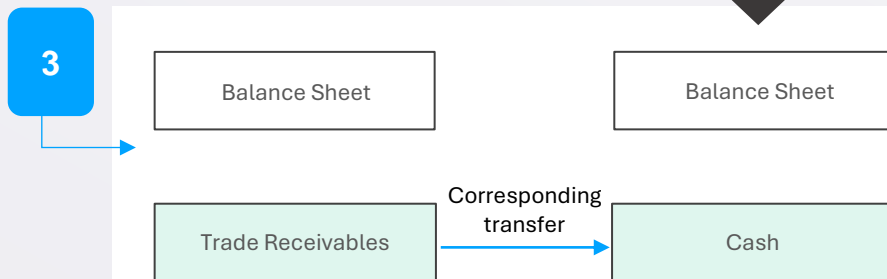 3
Balance Sheet
Balance Sheet
Corresponding
transfer
Trade Receivables
Cash